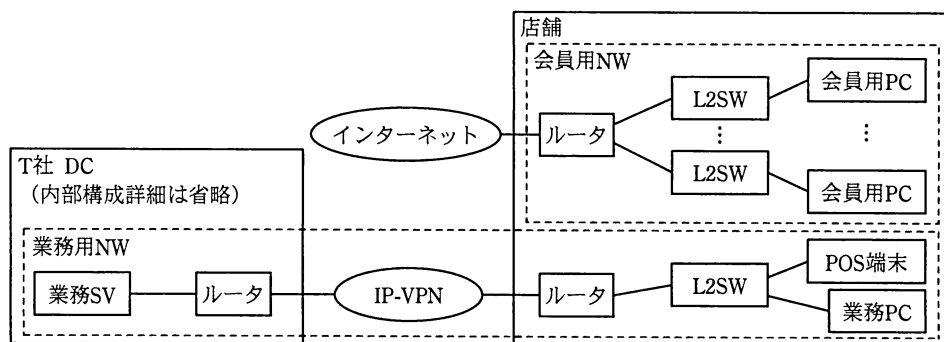 店舗
会員用NW
会員用PC
L2SW
インターネット
ルータ
⋮
⋮
L2SW
会員用PC
T社 DC
（内部構成詳細は省略）
業務用NW
POS端末
業務SV
ルータ
IP-VPN
ルータ
L2SW
業務PC